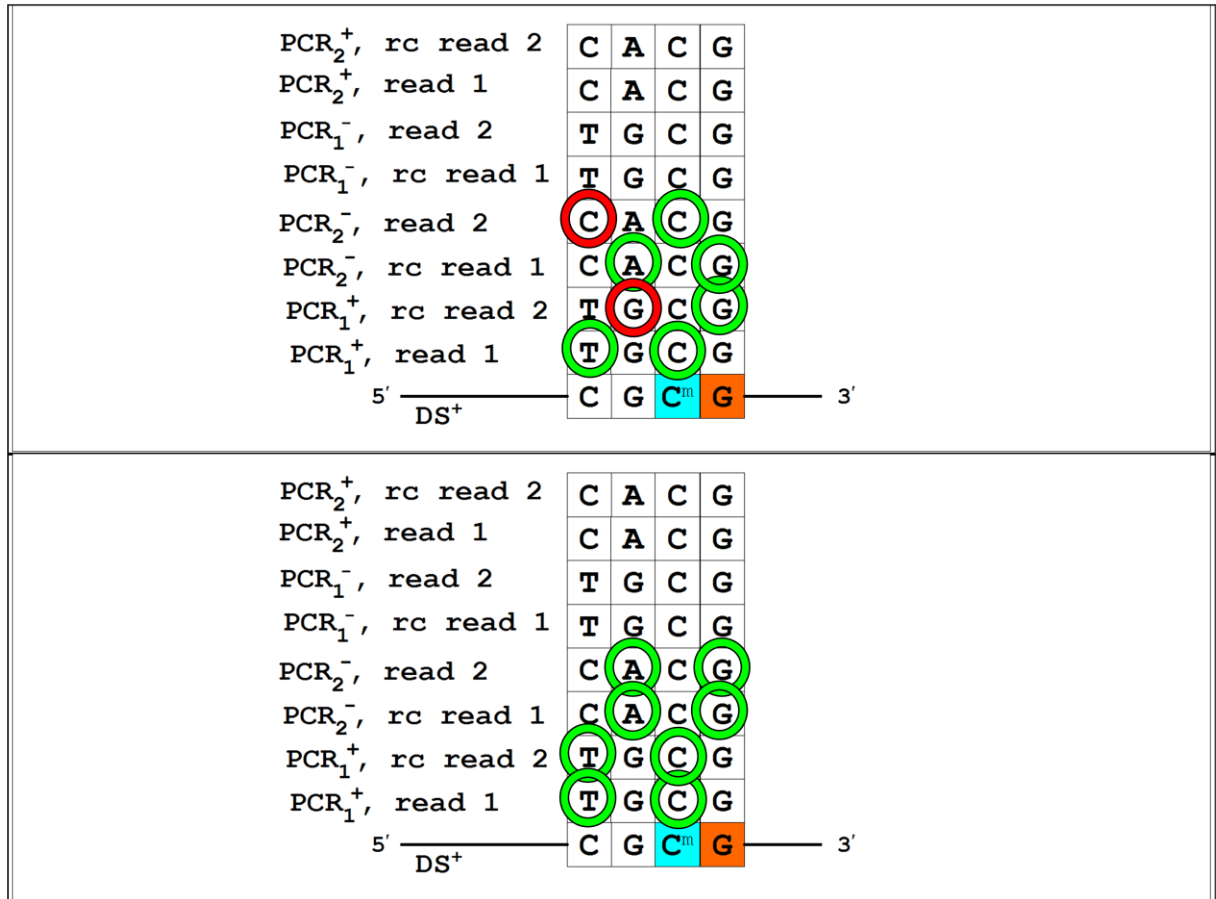 PCR₂⁺, rc read 2 C A C G
PCR₂⁺, read 1 C A C G
PCR₁⁻, read 2 T G C G
PCR₁⁻, rc read 1 T G C G
PCR₂⁻, read 2 C A C G
PCR₂⁻, rc read 1 C A C G
PCR₁⁺, rc read 2 T G C G
PCR₁⁺, read 1 T G C G
5′ C G Cᵐ G 3′
DS⁺
PCR₂⁺, rc read 2 C A C G
PCR₂⁺, read 1 C A C G
PCR₁⁻, read 2 T G C G
PCR₁⁻, rc read 1 T G C G
PCR₂⁻, read 2 C A C G
PCR₂⁻, rc read 1 C A C G
PCR₁⁺, rc read 2 T G C G
PCR₁⁺, read 1 T G C G
5′ C G Cᵐ G 3′
DS⁺